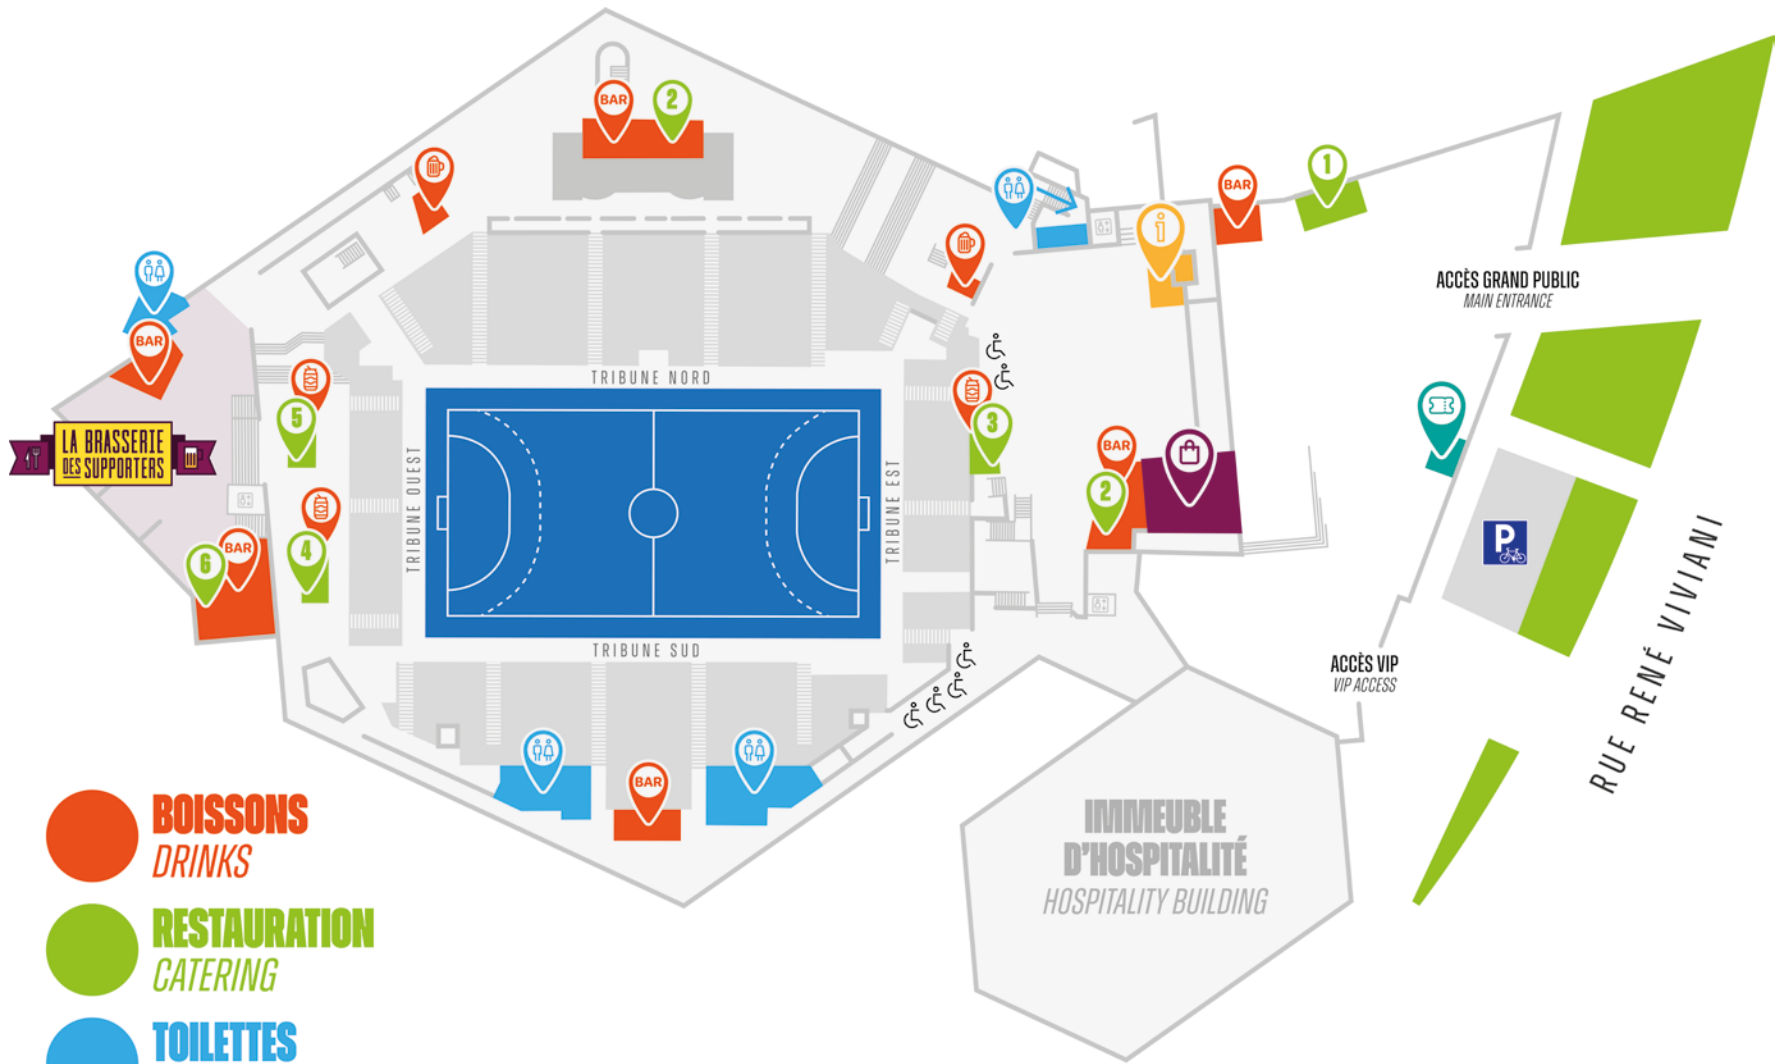 BAR
2
1
BAR
i
ACCÈS GRAND PUBLIC
MAIN ENTRANCE
BAR
TRIBUNE NORD
5
3
LA BRASSERIE
DES SUPPORTERS
TRIBUNE OUEST
TRIBUNE EST
BAR
2
4
BAR
6
P
TRIBUNE SUD
ACCÈS VIP
VIP ACCESS
RUE RENÉ VIVIANI
BAR
IMMEUBLE
D'HOSPITALITÉ
HOSPITALITY BUILDING
BOISSONS
DRINKS
RESTAURATION
CATERING
TOILETTES